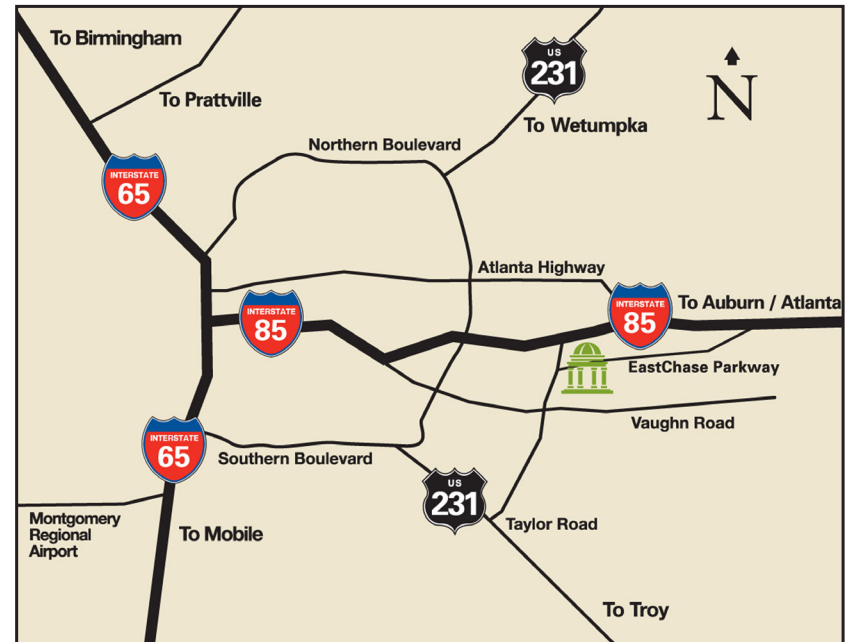 To Birmingham
US
231
N
To Prattville
To Wetumpka
Northern Boulevard
INTERSTATE
65
Atlanta Highway
INTERSTATE
85
INTERSTATE
85
To Auburn / Atlanta
EastChase Parkway
Vaughn Road
INTERSTATE
65
Southern Boulevard
US
231
Montgomery
Regional
Airport
To Mobile
Taylor Road
To Troy